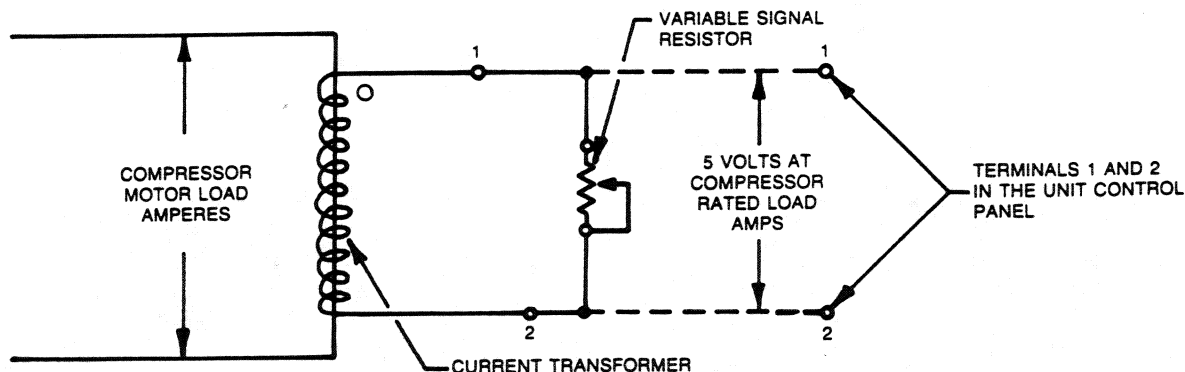 VARIABLE SIGNAL
RESISTOR
1
1
COMPRESSOR
MOTOR LOAD
AMPERES
5 VOLTS AT
COMPRESSOR
RATED LOAD
AMPS
TERMINALS 1 AND 2
IN THE UNIT CONTROL
PANEL
2
2
CURRENT TRANSFORMER